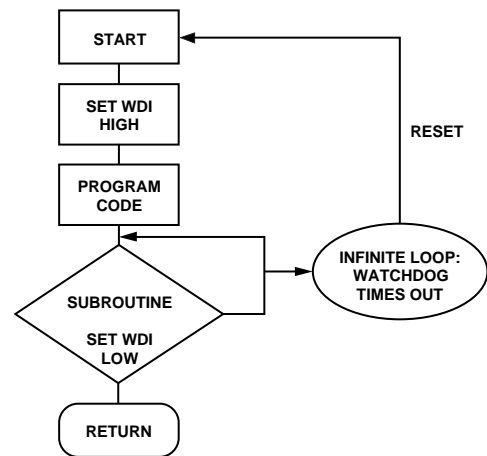 START
SET WDI
HIGH
RESET
PROGRAM
CODE
INFINITE LOOP:
WATCHDOG
TIMES OUT
SUBROUTINE
SET WDI
LOW
RETURN